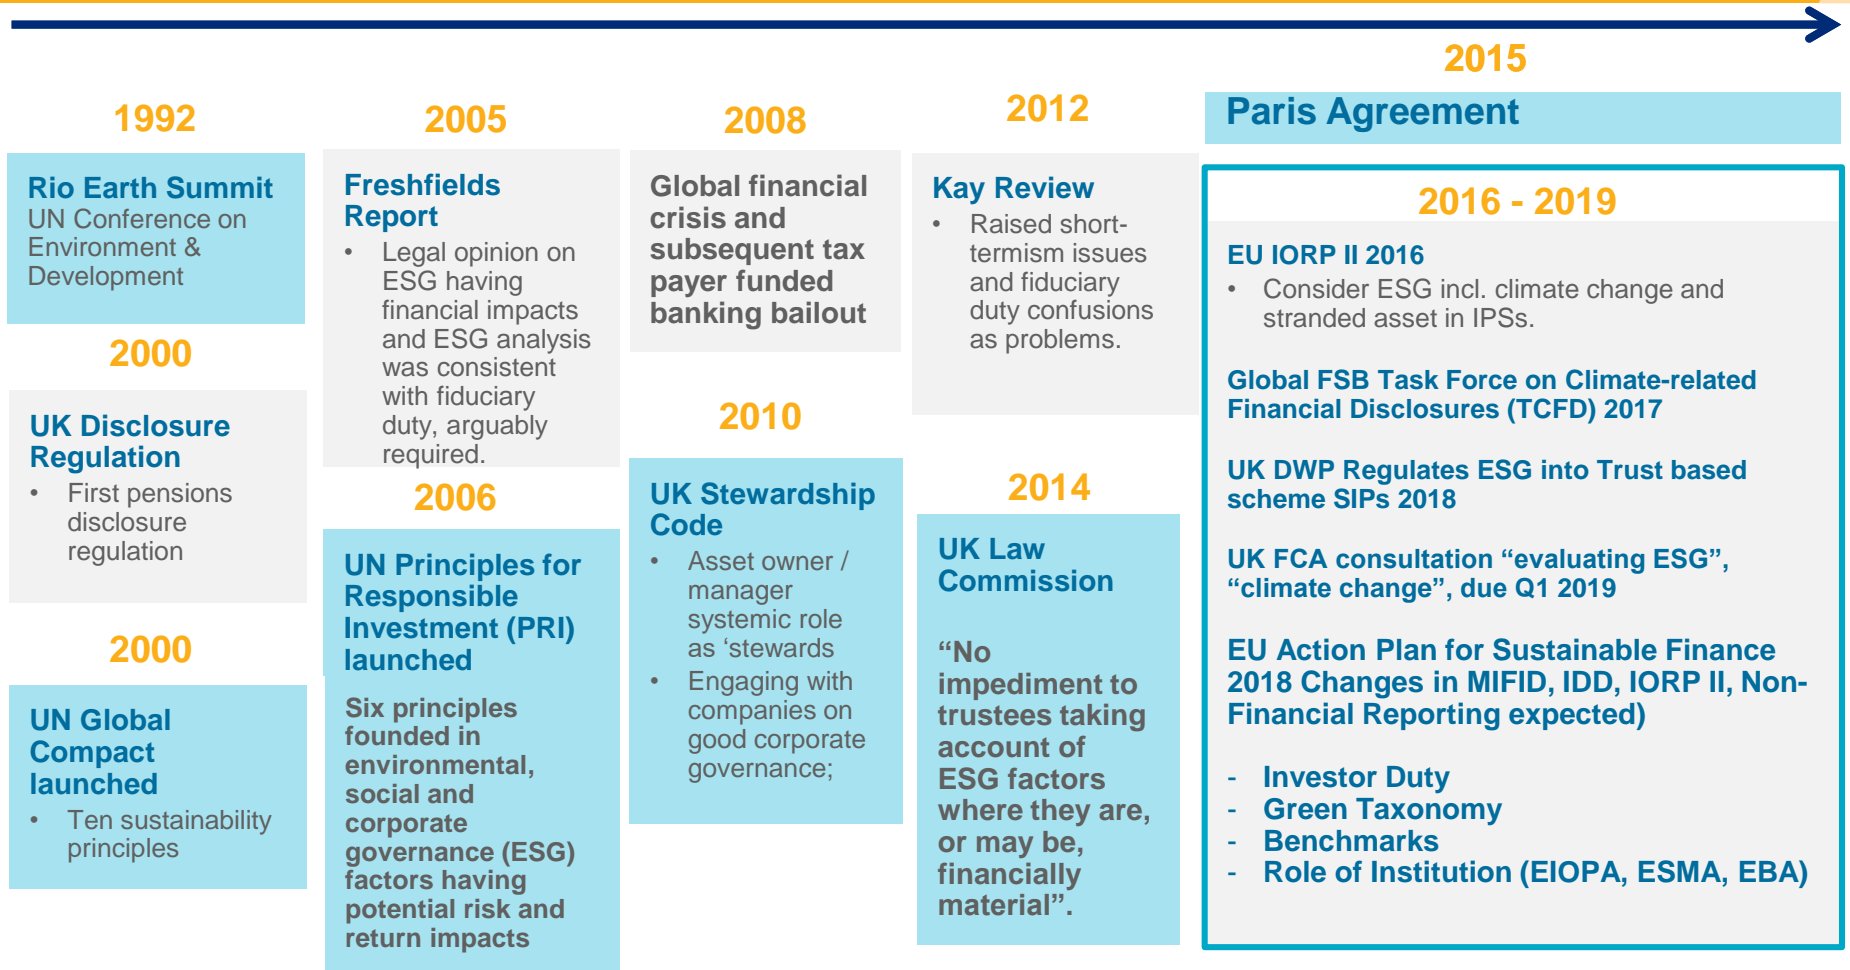 1992
Rio Earth Summit
UN Conference on
Environment &
Development
2000
UK Disclosure
Regulation
• First pensions
disclosure
regulation
2000
UN Global
Compact
launched
• Ten sustainability
principles
2005
Freshfields
Report
• Legal opinion on
ESG having
financial impacts
and ESG analysis
was consistent
with fiduciary
duty, arguably
required.
2006
UN Principles for
Responsible
Investment (PRI)
launched
Six principles
founded in
environmental,
social and
corporate
governance (ESG)
factors having
potential risk and
return impacts
2008
Global financial
crisis and
subsequent tax
payer funded
banking bailout
2010
UK Stewardship
Code
• Asset owner /
manager
systemic role
as ‘stewards
• Engaging with
companies on
good corporate
governance;
2012
Kay Review
• Raised short-
termism issues
and fiduciary
duty confusions
as problems.
2014
UK Law
Commission
“No
impediment to
trustees taking
account of
ESG factors
where they are,
or may be,
financially
material”.
2015
Paris Agreement
2016 - 2019
EU IORP II 2016
• Consider ESG incl. climate change and
stranded asset in IPSs.
Global FSB Task Force on Climate-related
Financial Disclosures (TCFD) 2017
UK DWP Regulates ESG into Trust based
scheme SIPs 2018
UK FCA consultation “evaluating ESG”,
“climate change”, due Q1 2019
EU Action Plan for Sustainable Finance
2018 Changes in MIFID, IDD, IORP II, Non-
Financial Reporting expected)
- Investor Duty
- Green Taxonomy
- Benchmarks
- Role of Institution (EIOPA, ESMA, EBA)